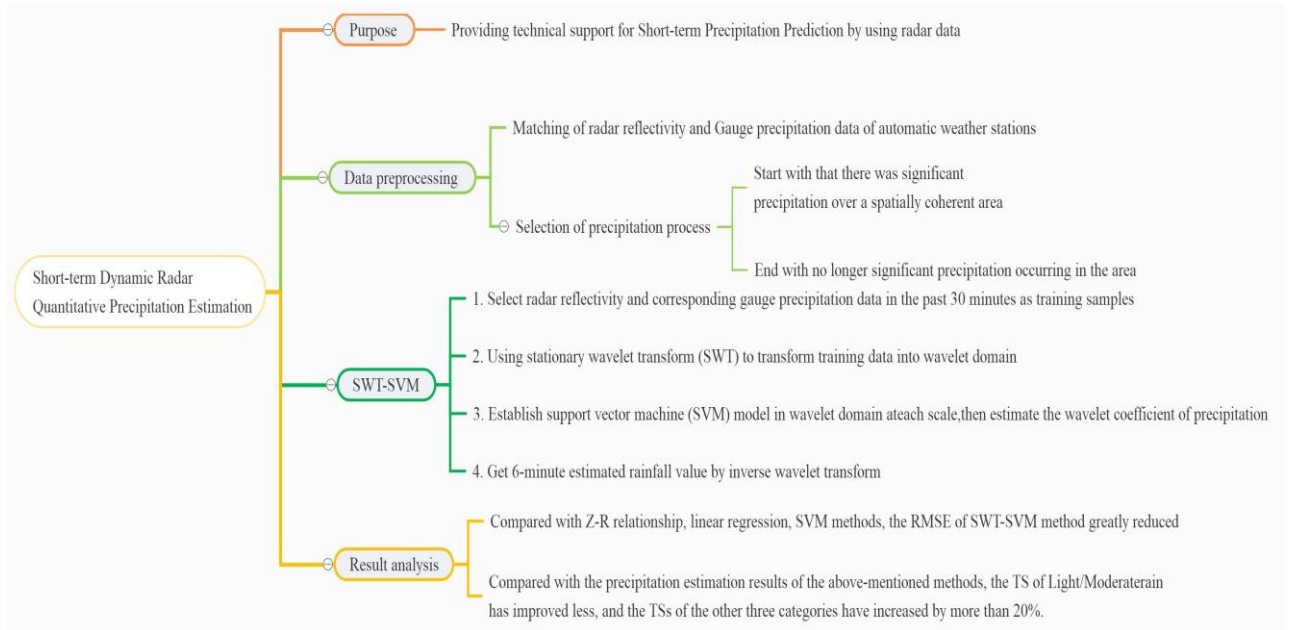 Purpose
Providing technical support for Short-term Precipitation Prediction by using radar data
Matching of radar reflectivity and Gauge precipitation data of automatic weather stations
Data preprocessing
Start with that there was significant
precipitation over a spatially coherent area
Selection of precipitation process
End with no longer significant precipitation occurring in the area
Short-term Dynamic Radar
Quantitative Precipitation Estimation
1. Select radar reflectivity and corresponding gauge precipitation data in the past 30 minutes as training samples
2. Using stationary wavelet transform (SWT) to transform training data into wavelet domain
SWT-SVM
3. Establish support vector machine (SVM) model in wavelet domain ateach scale,then estimate the wavelet coefficient of precipitation
4. Get 6-minute estimated rainfall value by inverse wavelet transform
Compared with Z-R relationship, linear regression, SVM methods, the RMSE of SWT-SVM method greatly reduced
Result analysis
Compared with the precipitation estimation results of the above-mentioned methods, the TS of Light/Moderaterain
has improved less, and the TSs of the other three categories have increased by more than 20%.